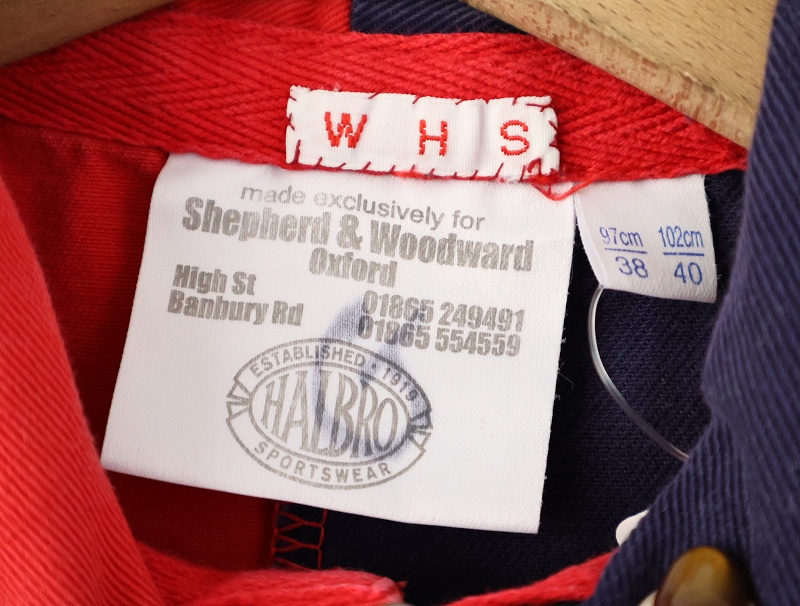 W H S
made exclusively for
Shepherd & Woodward
Oxford
High St 01865 249491
Banbury Rd 01865 554559
ESTABLISHED · 1919
HALBRO
SPORTSWEAR
97cm 102cm
38 40